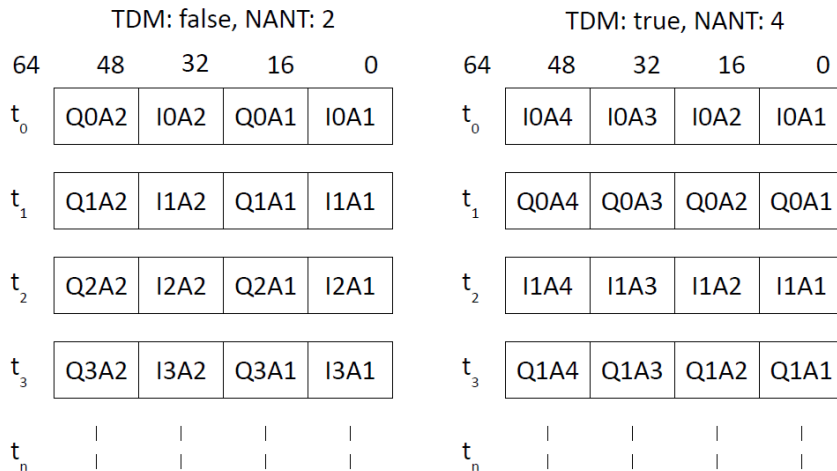 TDM: false, NANT: 2
64 48 32 16 0
t0 Q0A2 I0A2 Q0A1 I0A1
t1 Q1A2 I1A2 Q1A1 I1A1
t2 Q2A2 I2A2 Q2A1 I2A1
t3 Q3A2 I3A2 Q3A1 I3A1
tn
TDM: true, NANT: 4
64 48 32 16 0
t0 I0A4 I0A3 I0A2 I0A1
t1 Q0A4 Q0A3 Q0A2 Q0A1
t2 I1A4 I1A3 I1A2 I1A1
t3 Q1A4 Q1A3 Q1A2 Q1A1
tn